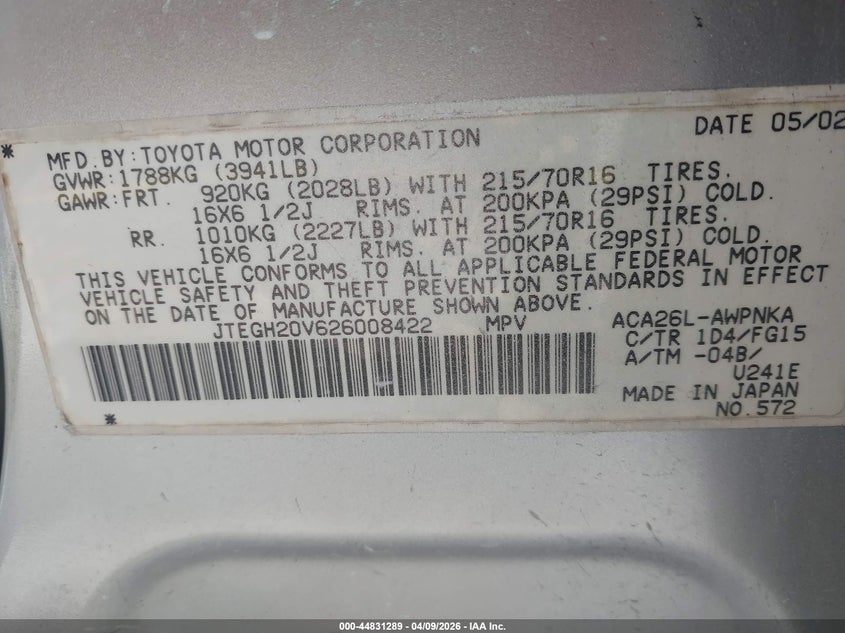 DATE 05/02
* MFD.BY:TOYOTA MOTOR CORPORATION
GVWR:1788KG (3941LB)
GAWR:FRT. 920KG (2028LB) WITH 215/70R16 TIRES.
16X6 1/2J RIMS. AT 200KPA (29PSI) COLD.
RR. 1010KG (2227LB) WITH 215/70R16 TIRES.
16X6 1/2J RIMS. AT 200KPA (29PSI) COLD.
THIS VEHICLE CONFORMS TO ALL APPLICABLE FEDERAL MOTOR
VEHICLE SAFETY AND THEFT PREVENTION STANDARDS IN EFFECT
ON THE DATE OF MANUFACTURE SHOWN ABOVE.
JTEGH20V626008422 MPV ACA26L-AWPNKA
C/TR 1D4/FG15
A/TM -04B/
U241E
MADE IN JAPAN
* NO.572
000-44831289 - 04/09/2026 - IAA Inc.